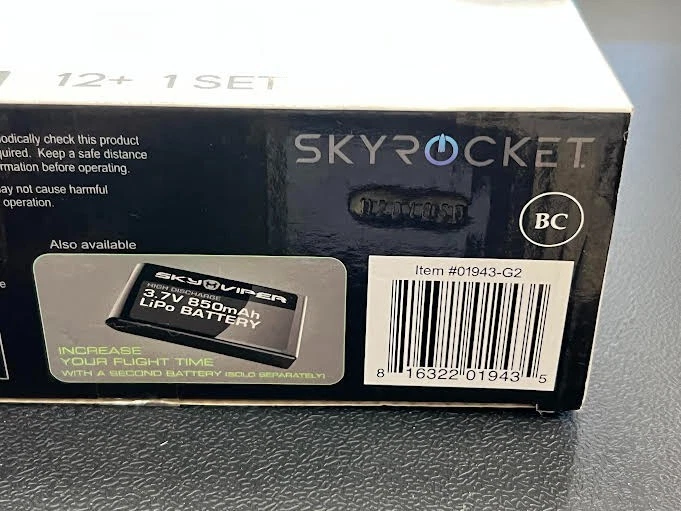 12+ 1 SET
odically check this product
quired. Keep a safe distance
rmation before operating.
ay not cause harmful
operation.
SKYROCKET
BC
Also available
SKY VIPER
HIGH DISCHARGE
3.7V 850mAh
LiPo BATTERY
INCREASE
YOUR FLIGHT TIME
WITH A SECOND BATTERY (SOLD SEPARATELY)
Item #01943-G2
8 16322 01943 5